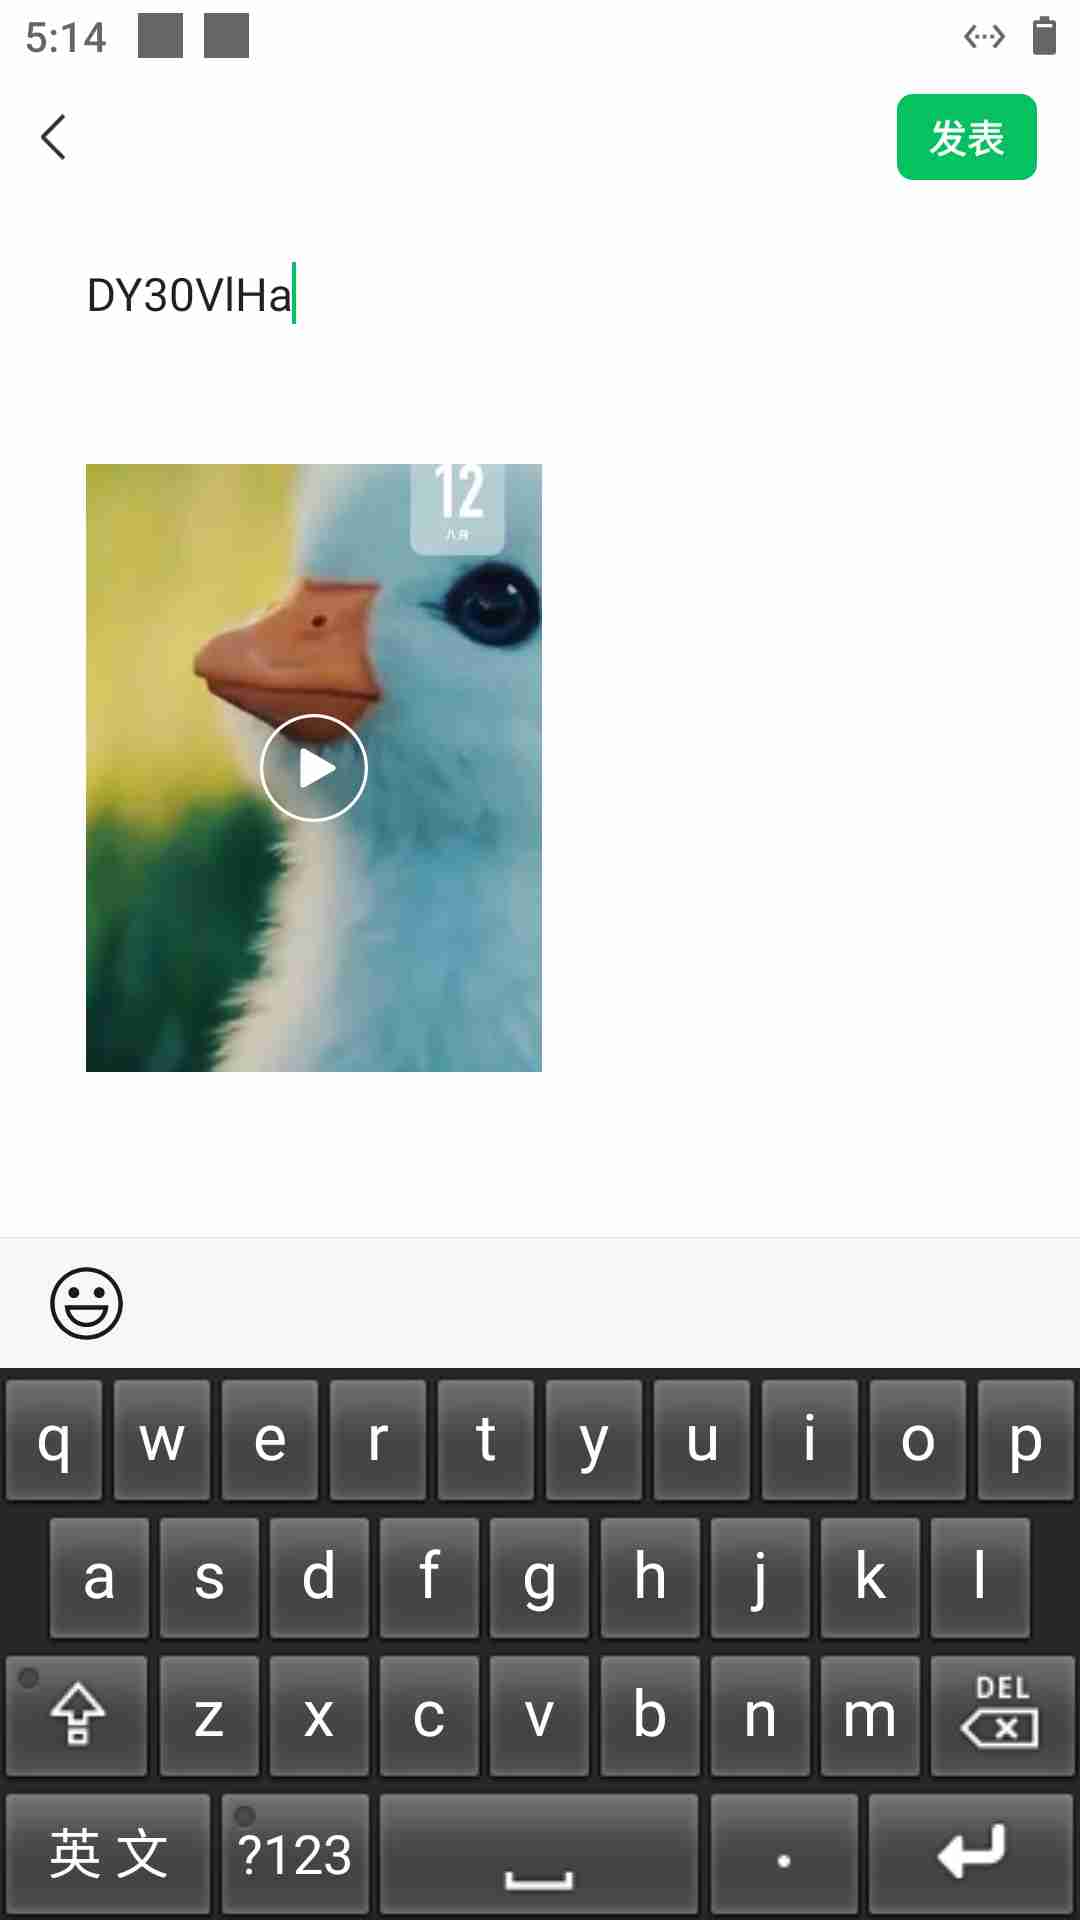 5:14
发表
DY30VlHa
12
八月
q w e r t y u i o p
a s d f g h j k l
z x c v b n m DEL
英文 ?123 .